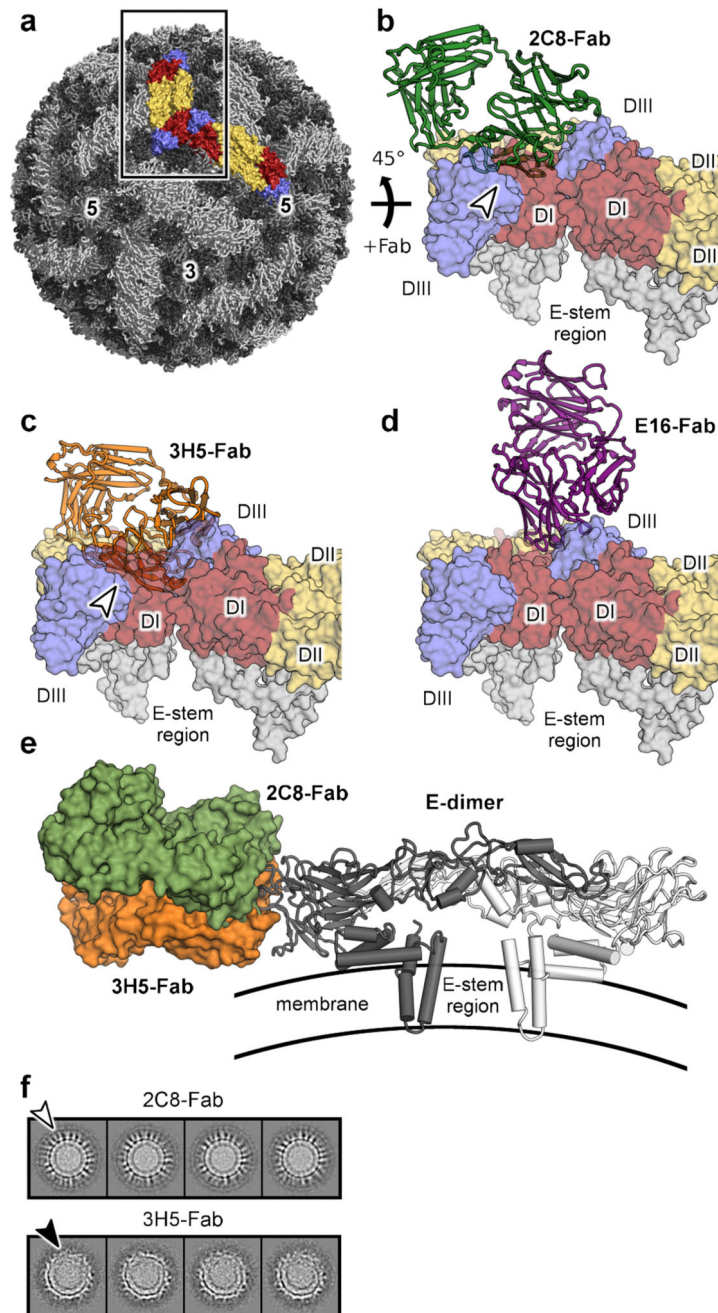 a
5
5
3
b
2C8-Fab
DIII
45°
+Fab
DIII
DI
DI
DII
DIII
E-stem
region
c
3H5-Fab
DIII
DII
DI
DI
DII
DIII
E-stem
region
d
E16-Fab
DIII
DII
DI
DI
DII
DIII
E-stem
region
e
2C8-Fab
E-dimer
3H5-Fab
membrane
E-stem
region
f
2C8-Fab
3H5-Fab